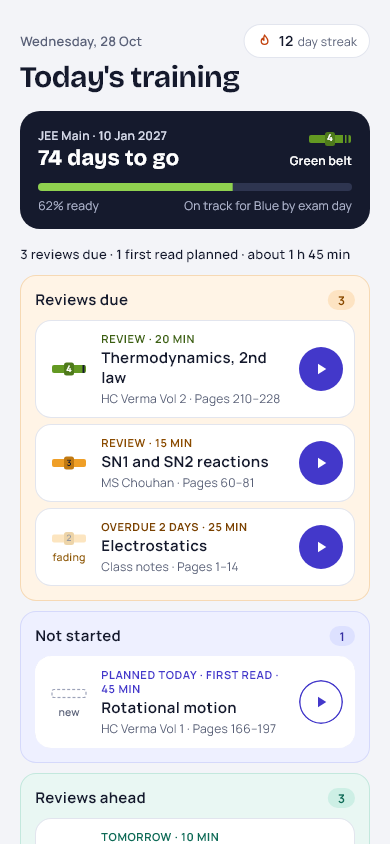 Wednesday, 28 Oct
12 day streak
Today's training
JEE Main · 10 Jan 2027
4
74 days to go
Green belt
62% ready
On track for Blue by exam day
3 reviews due · 1 first read planned · about 1 h 45 min
Reviews due
3
REVIEW · 20 MIN
4
Thermodynamics, 2nd
law
HC Verma Vol 2 · Pages 210–228
REVIEW · 15 MIN
3
SN1 and SN2 reactions
MS Chouhan · Pages 60–81
OVERDUE 2 DAYS · 25 MIN
2
Electrostatics
fading
Class notes · Pages 1–14
Not started
1
PLANNED TODAY · FIRST READ ·
45 MIN
Rotational motion
new
HC Verma Vol 1 · Pages 166–197
Reviews ahead
3
TOMORROW · 10 MIN